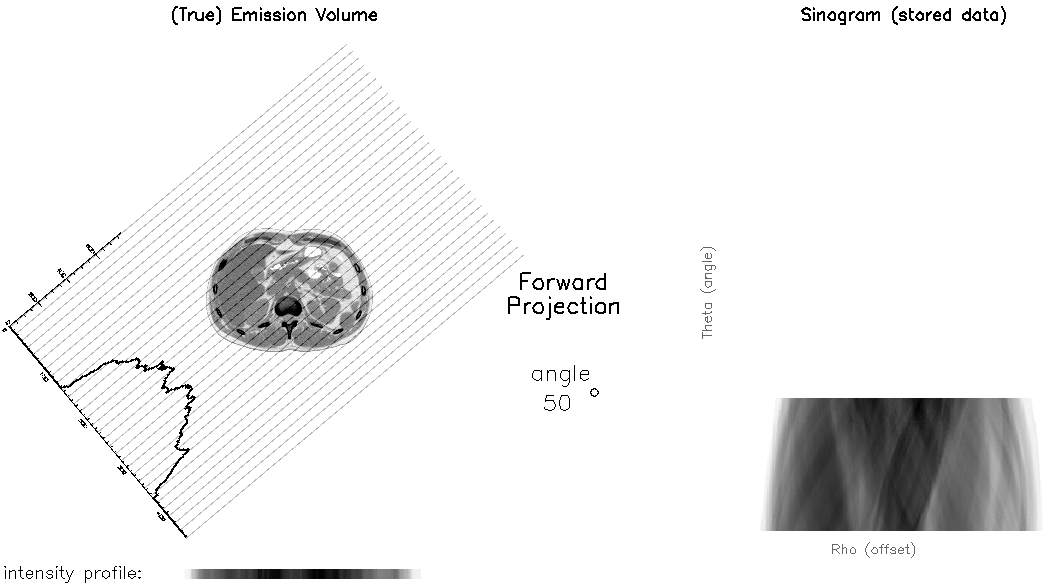 (True) Emission Volume
Sinogram (stored data)
Forward
Projection
Theta (angle)
angle
50 °
Rho (offset)
intensity profile: